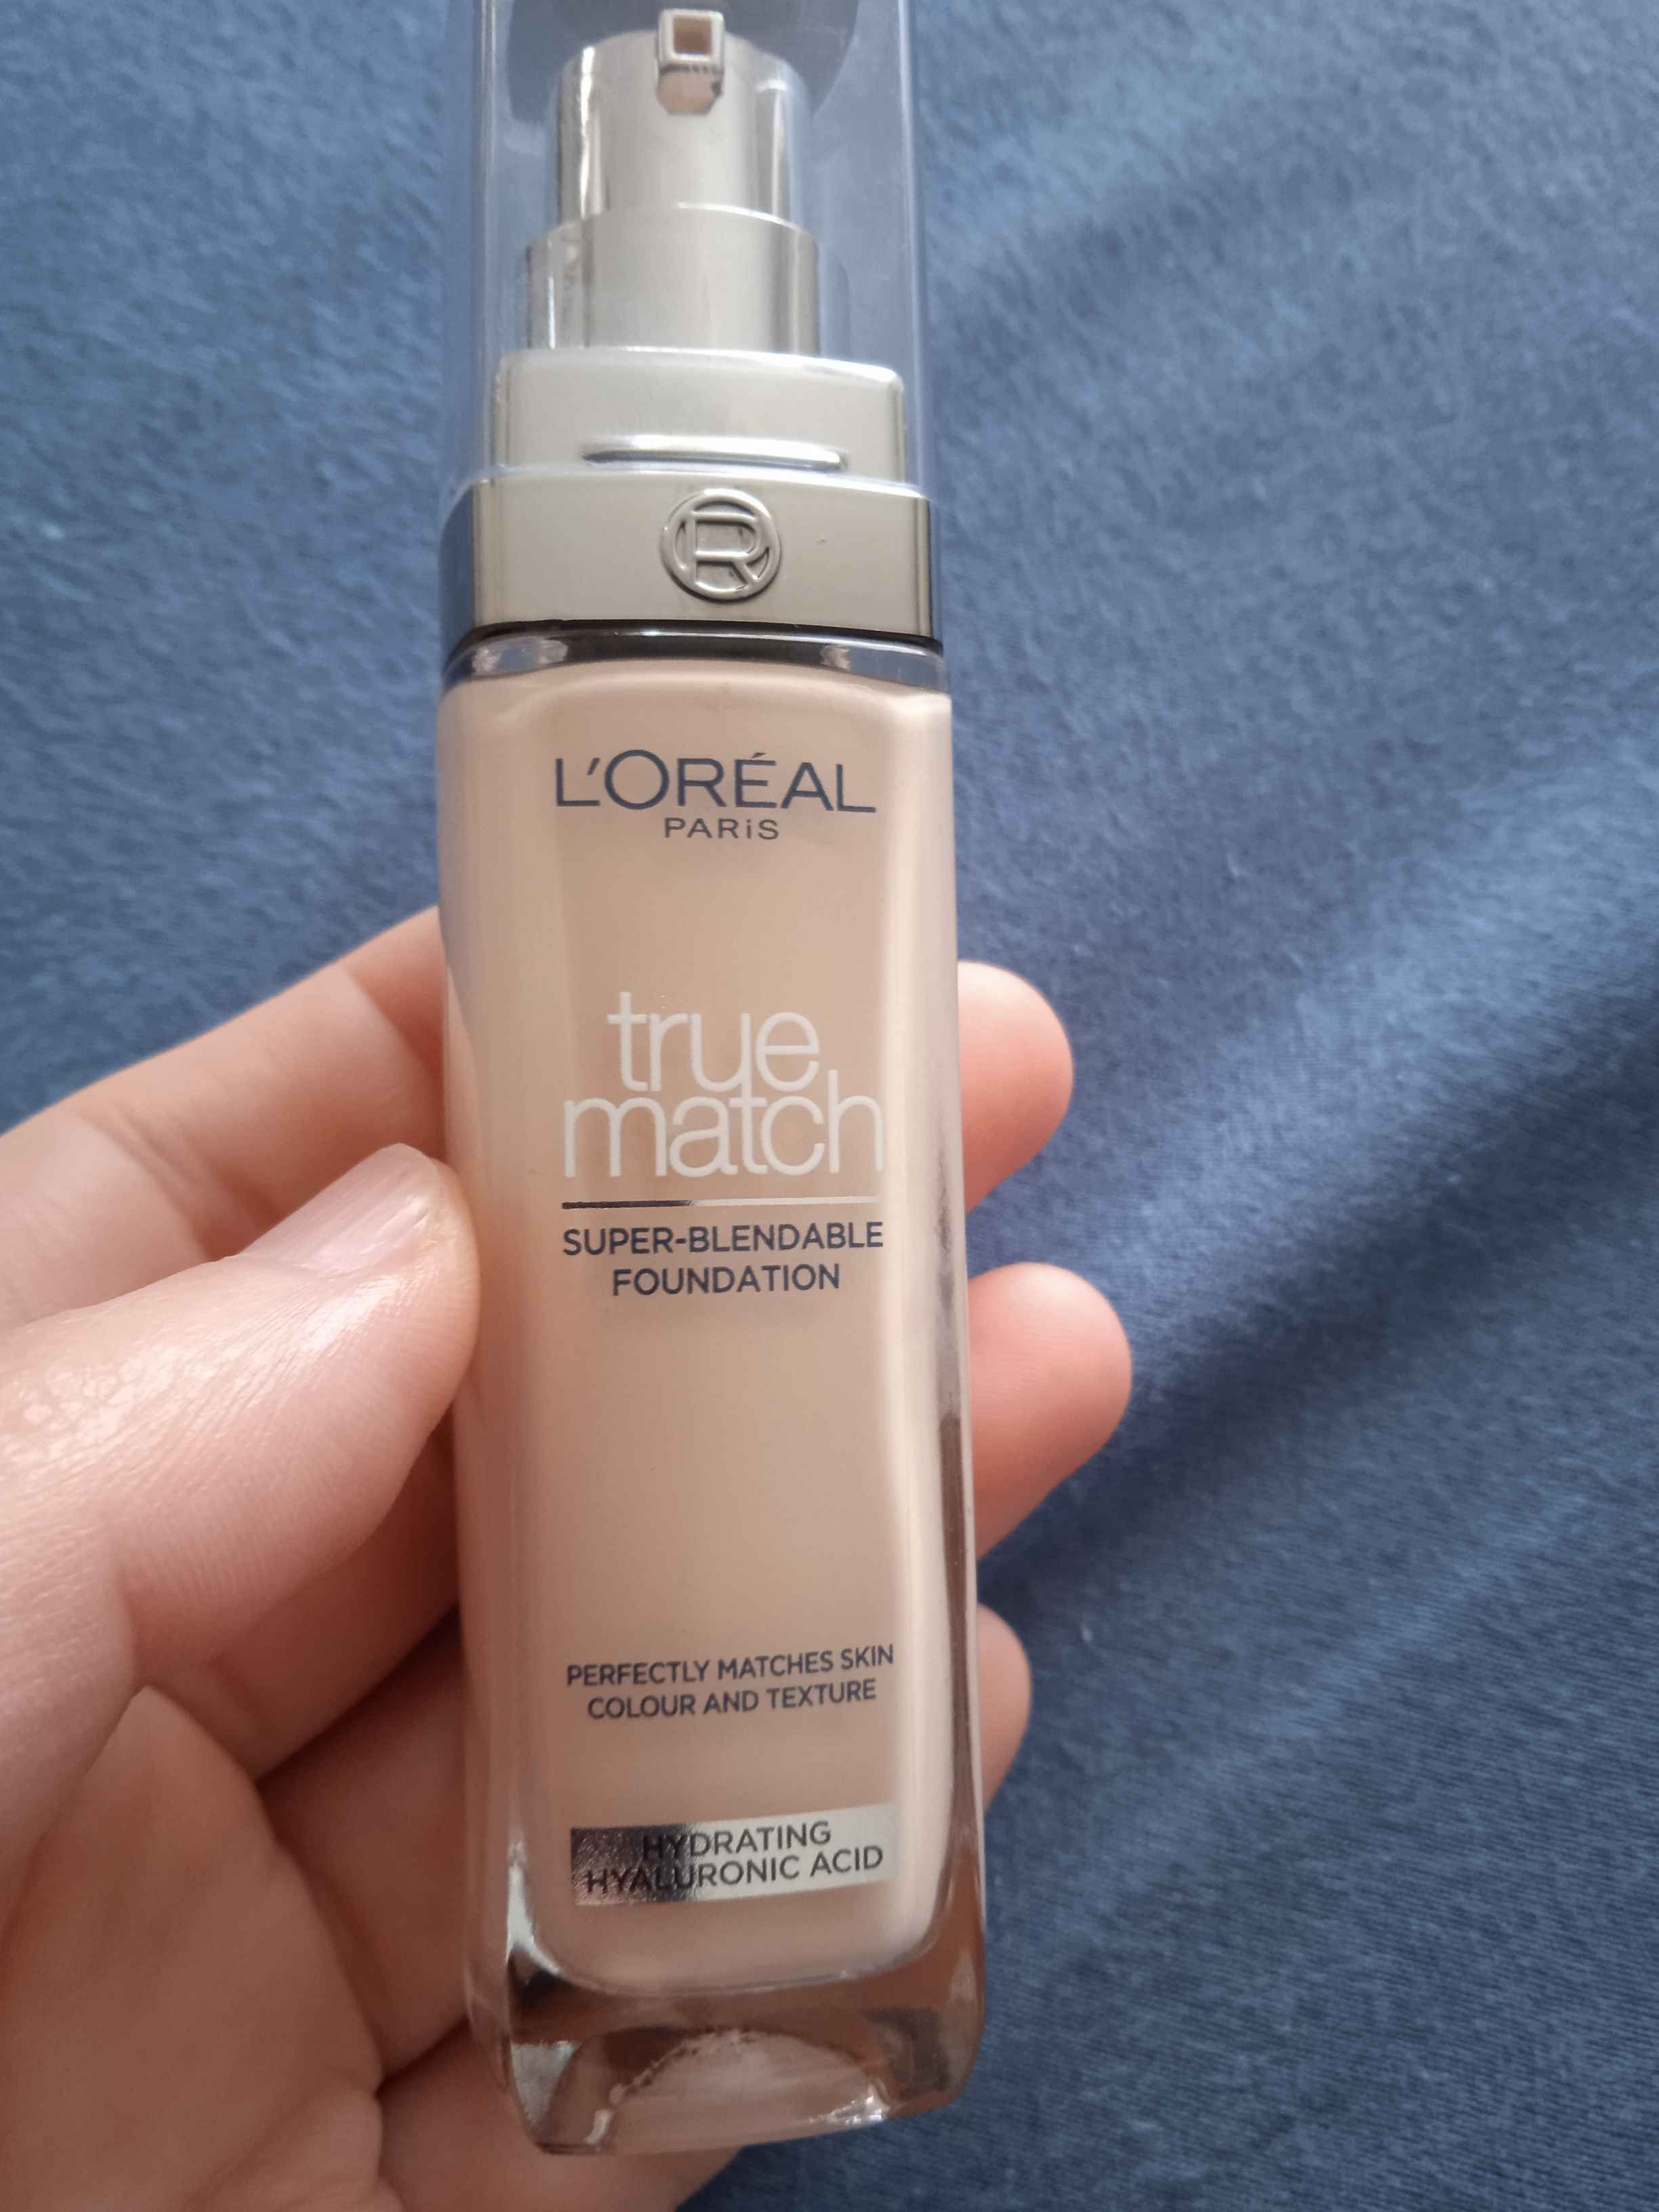 L'ORÉAL
PARiS
true
match
SUPER-BLENDABLE
FOUNDATION
PERFECTLY MATCHES SKIN
COLOUR AND TEXTURE
HYDRATING
HYALURONIC ACID